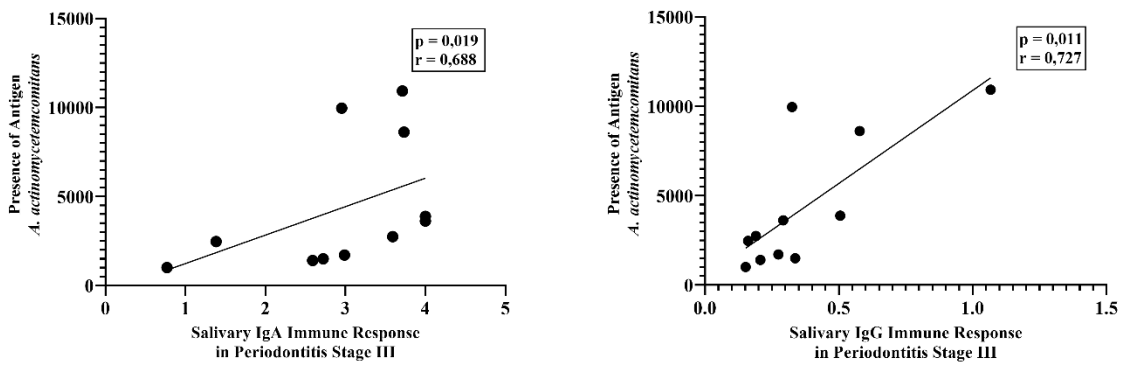 Presence of Antigen
A. actinomycetemcomitans
15000
10000
5000
0
p = 0,019
r = 0,688
0 1 2 3 4 5
Salivary IgA Immune Response
in Periodontitis Stage III
Presence of Antigen
A. actinomycetemcomitans
15000
10000
5000
0
p = 0,011
r = 0,727
0.0 0.5 1.0 1.5
Salivary IgG Immune Response
in Periodontitis Stage III